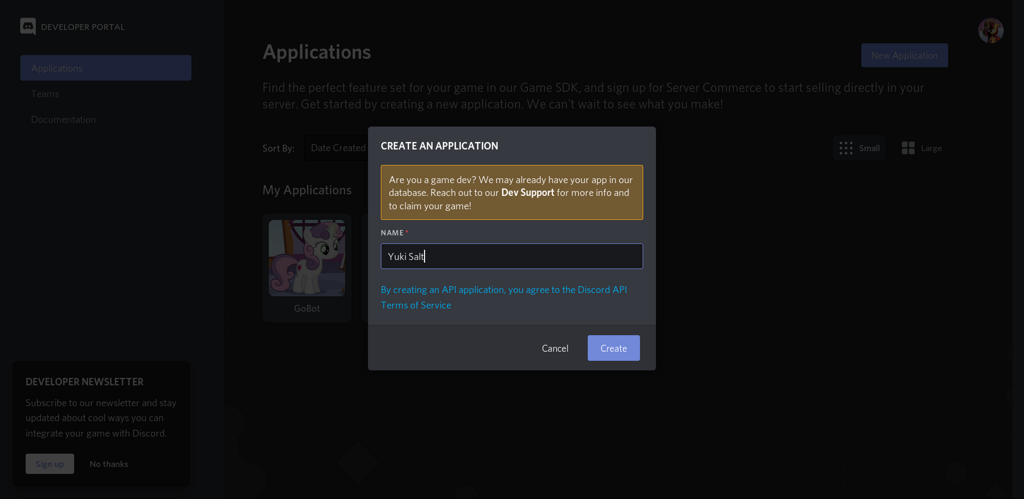 DEVELOPER PORTAL
Applications
Teams
Documentation
Applications
New Application
Find the perfect feature set for your game in our Game SDK, and sign up for Server Commerce to start selling directly in your
server. Get started by creating a new application. We can't wait to see what you make!
Sort By:
Date Created
Small
Large
My Applications
GoBot
CREATE AN APPLICATION
Are you a game dev? We may already have your app in our
database. Reach out to our Dev Support for more info and
to claim your game!
NAME*
Yuki Salt
By creating an API application, you agree to the Discord API
Terms of Service
Cancel
Create
DEVELOPER NEWSLETTER
Subscribe to our newsletter and stay
updated about cool ways you can
integrate your game with Discord.
Sign up
No thanks